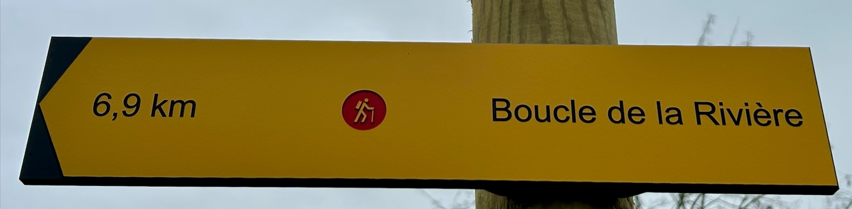 6,9 km Boucle de la Rivière